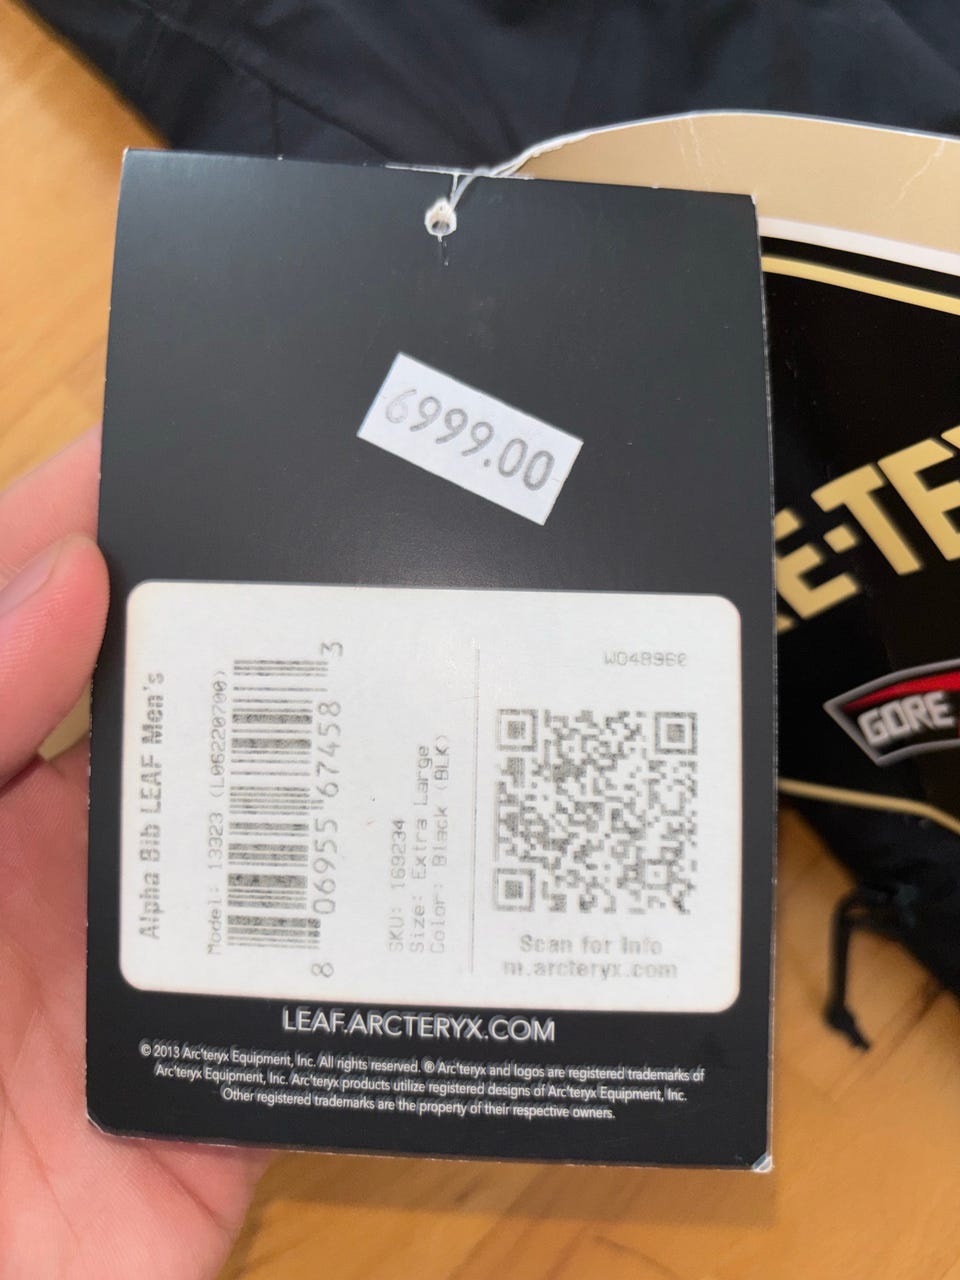 6999.00
Alpha Bib LEAF Men's
Model: 13323 (L06220700)
8 06955 67458 3
SKU: 169234
Size: Extra Large
Color: Black (BLK)
Scan for Info
m.arcteryx.com
LEAF.ARCTERYX.COM
© 2013 Arc'teryx Equipment, Inc. All rights reserved. ® Arc'teryx and logos are registered trademarks of
Arc'teryx Equipment, Inc. Arc'teryx products utilize registered designs of Arc'teryx Equipment, Inc.
Other registered trademarks are the property of their respective owners.
E-TE
GORE